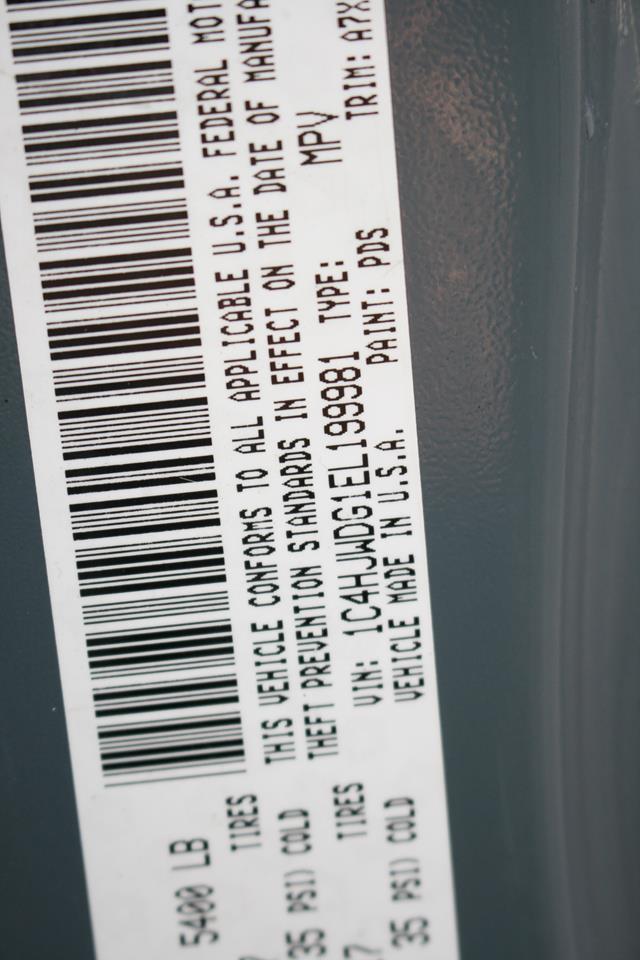 5400 LB
TIRES
35 PSI) COLD
TIRES
35 PSI) COLD
THIS VEHICLE CONFORMS TO ALL APPLICABLE U.S.A. FEDERAL MOT
THEFT PREVENTION STANDARDS IN EFFECT ON THE DATE OF MANUFA
VIN: 1C4HJWDG1EL199981 TYPE: MPV
VEHICLE MADE IN U.S.A. PAINT: PDS TRIM: A7X